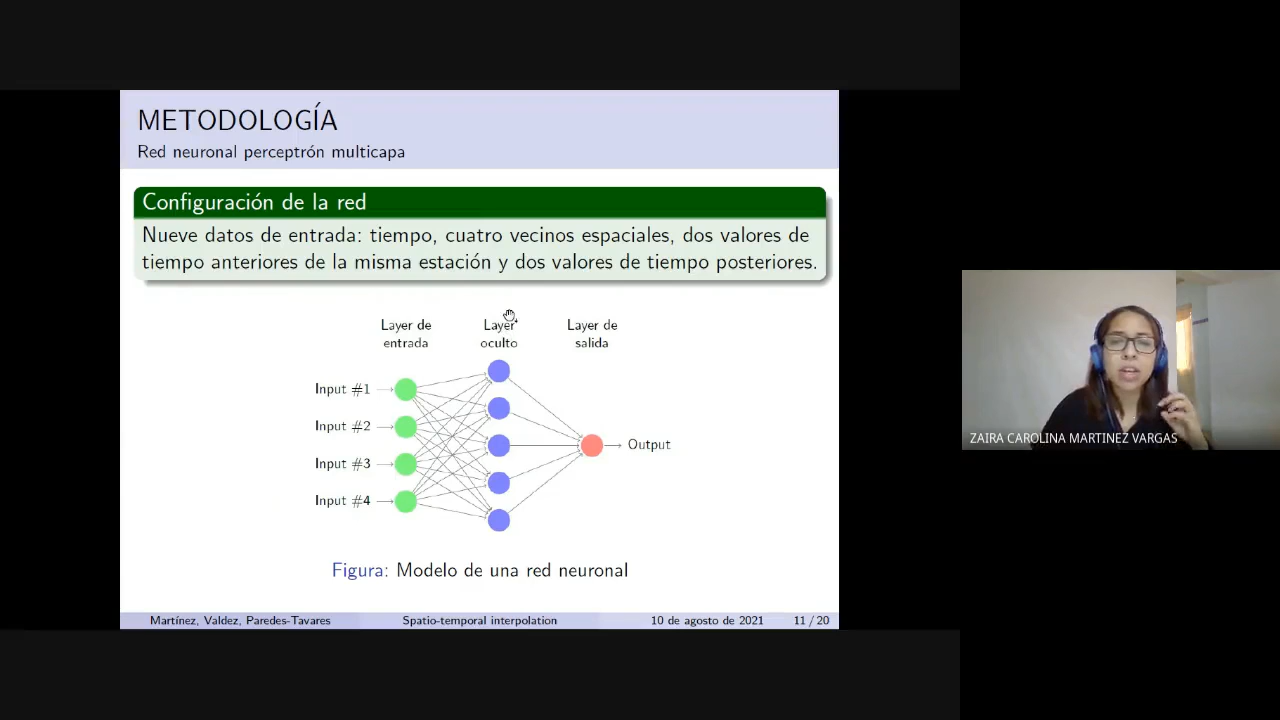 METODOLOGÍA
Red neuronal perceptrón multicapa
Configuración de la red
Nueve datos de entrada: tiempo, cuatro vecinos espaciales, dos valores de
tiempo anteriores de la misma estación y dos valores de tiempo posteriores.
Layer de
entrada
Layer
oculto
Layer de
salida
Input #1
Input #2
Input #3
Input #4
Output
Figura: Modelo de una red neuronal
Martínez, Valdez, Paredes-Tavares
Spatio-temporal interpolation
10 de agosto de 2021
11 / 20
ZAIRA CAROLINA MARTINEZ VARGAS